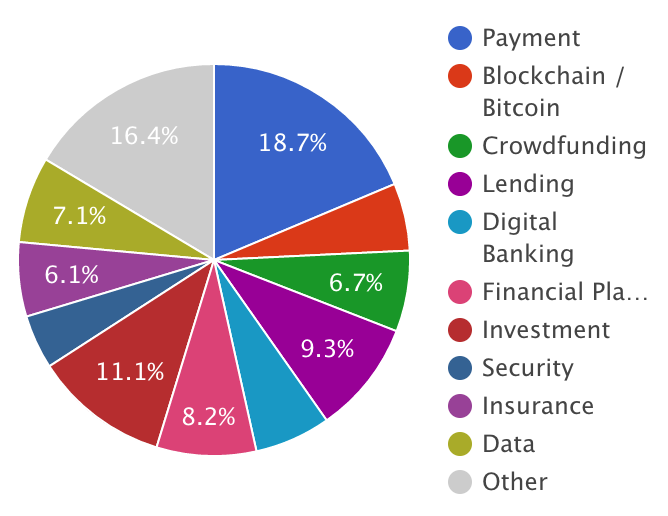 Payment
Blockchain /
Bitcoin
Crowdfunding
Lending
Digital
Banking
Financial Pla...
Investment
Security
Insurance
Data
Other
18.7%
6.7%
9.3%
8.2%
11.1%
6.1%
7.1%
16.4%